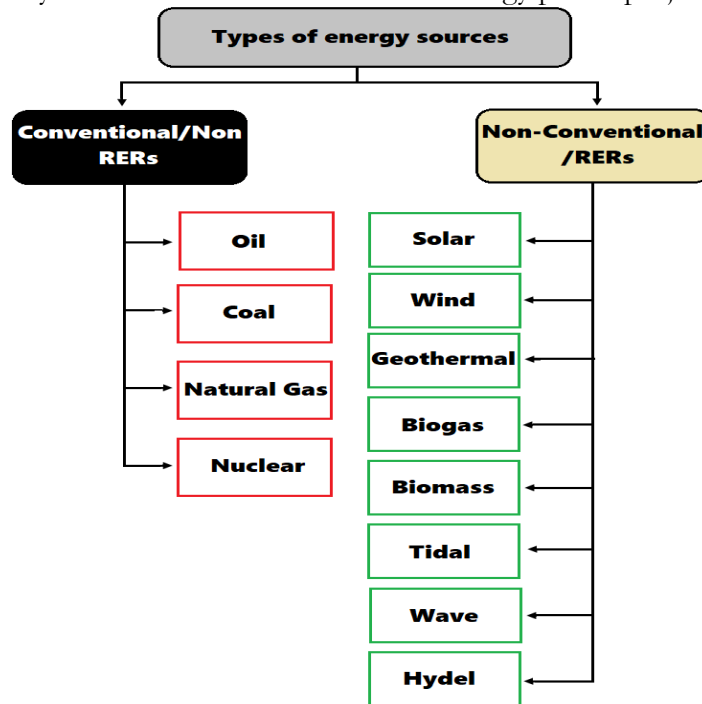 Types of energy sources
Conventional/Non
RERs
Non-Conventional
/RERs
Oil
Coal
Natural Gas
Nuclear
Solar
Wind
Geothermal
Biogas
Biomass
Tidal
Wave
Hydel